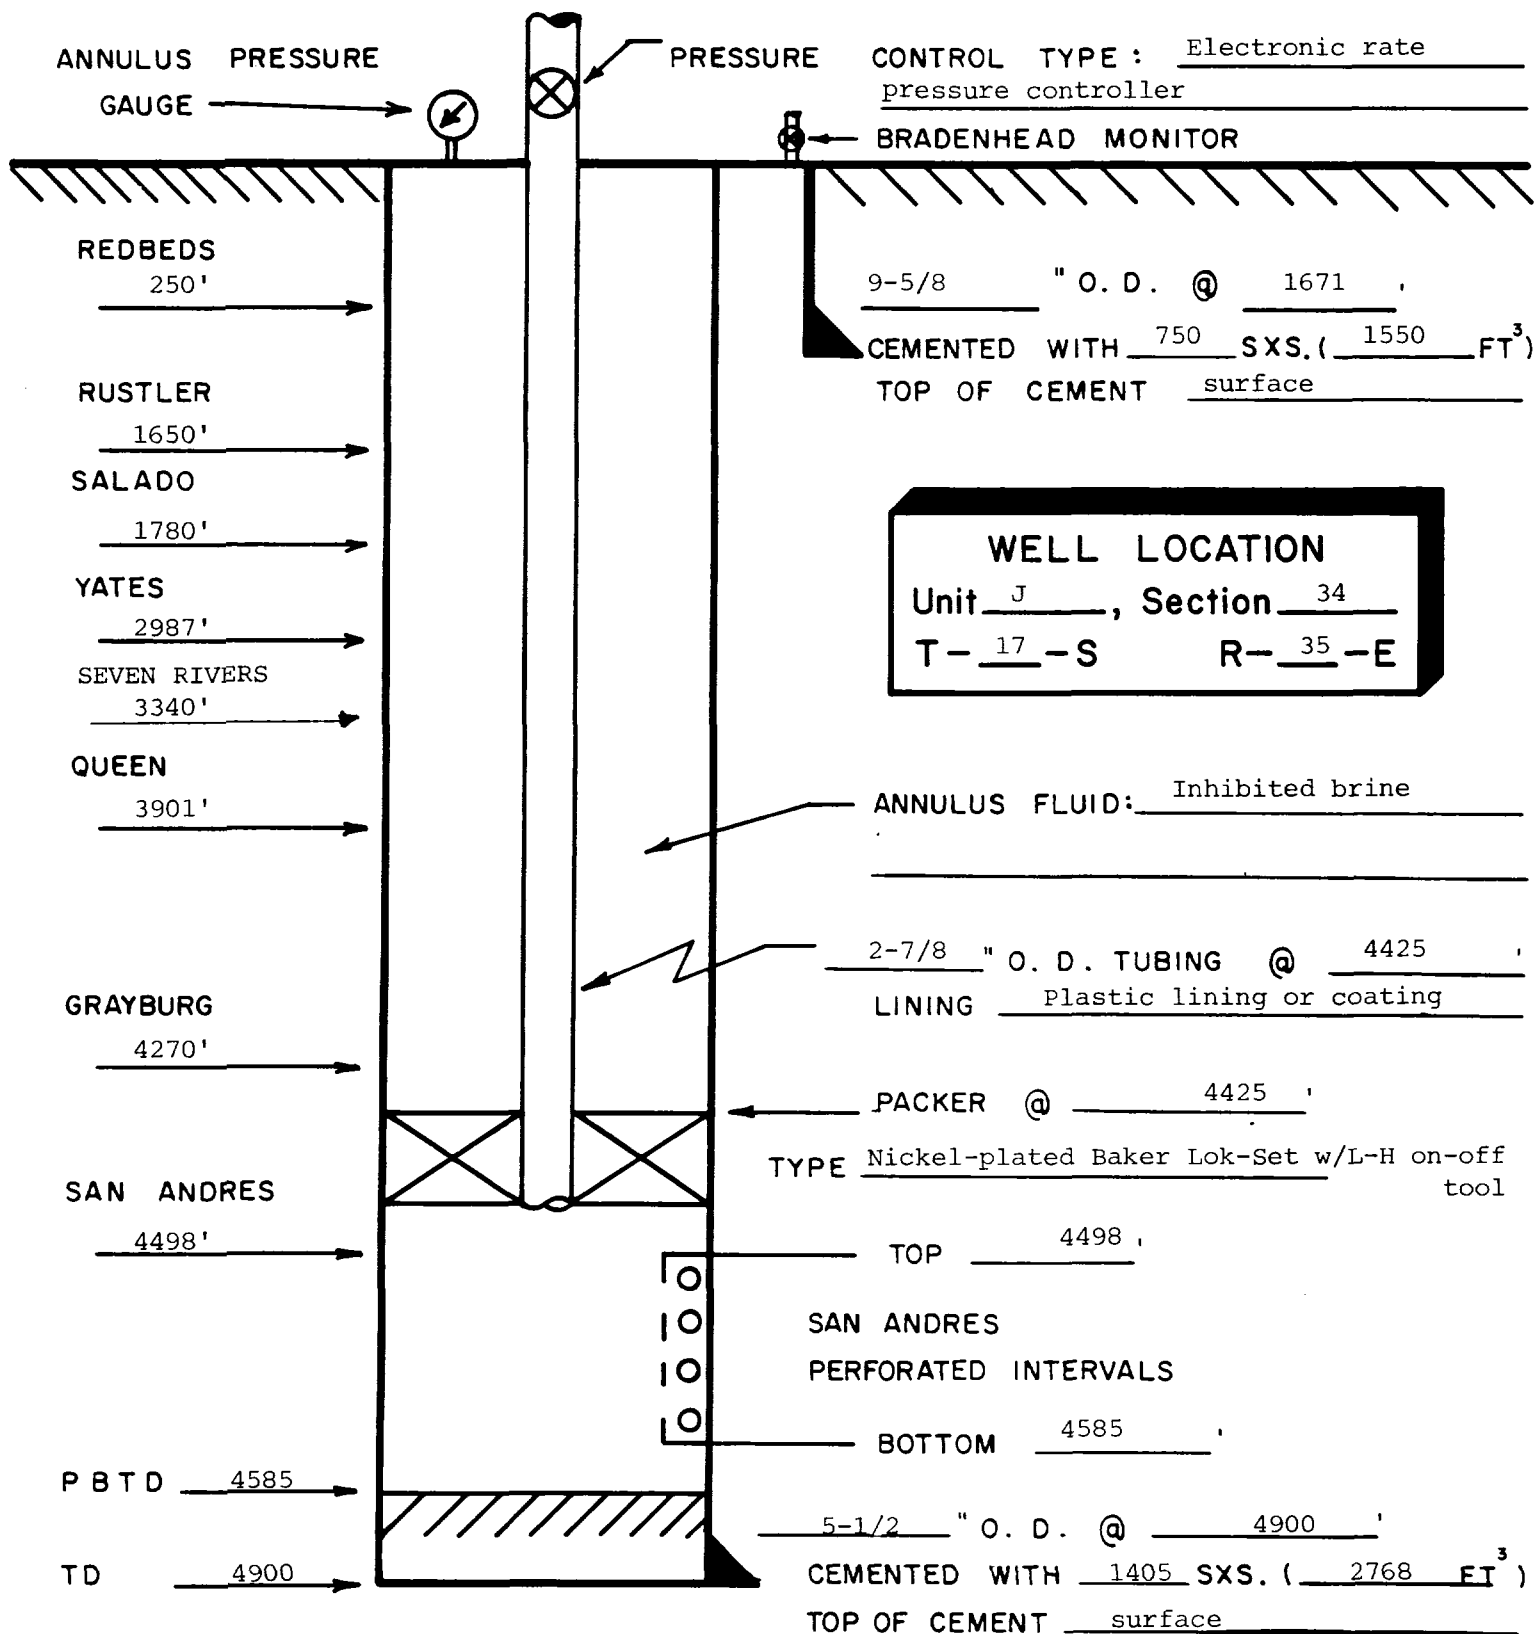 ANNULUS PRESSURE
GAUGE
PRESSURE CONTROL TYPE: Electronic rate
pressure controller
BRADENHEAD MONITOR
REDBEDS
250'
9-5/8 " O. D. @ 1671 '
CEMENTED WITH 750 SXS. ( 1550 FT³)
TOP OF CEMENT surface
RUSTLER
1650'
SALADO
1780'
YATES
2987'
SEVEN RIVERS
3340'
QUEEN
3901'
WELL LOCATION
Unit J , Section 34
T- 17 -S R- 35 -E
ANNULUS FLUID: Inhibited brine
2-7/8 " O. D. TUBING @ 4425 '
LINING Plastic lining or coating
GRAYBURG
4270'
PACKER @ 4425 '
TYPE Nickel-plated Baker Lok-Set w/L-H on-off
tool
SAN ANDRES
4498'
TOP 4498 '
SAN ANDRES
PERFORATED INTERVALS
BOTTOM 4585 '
PBTD 4585
5-1/2 " O. D. @ 4900 '
TD 4900
CEMENTED WITH 1405 SXS. ( 2768 FT³)
TOP OF CEMENT surface